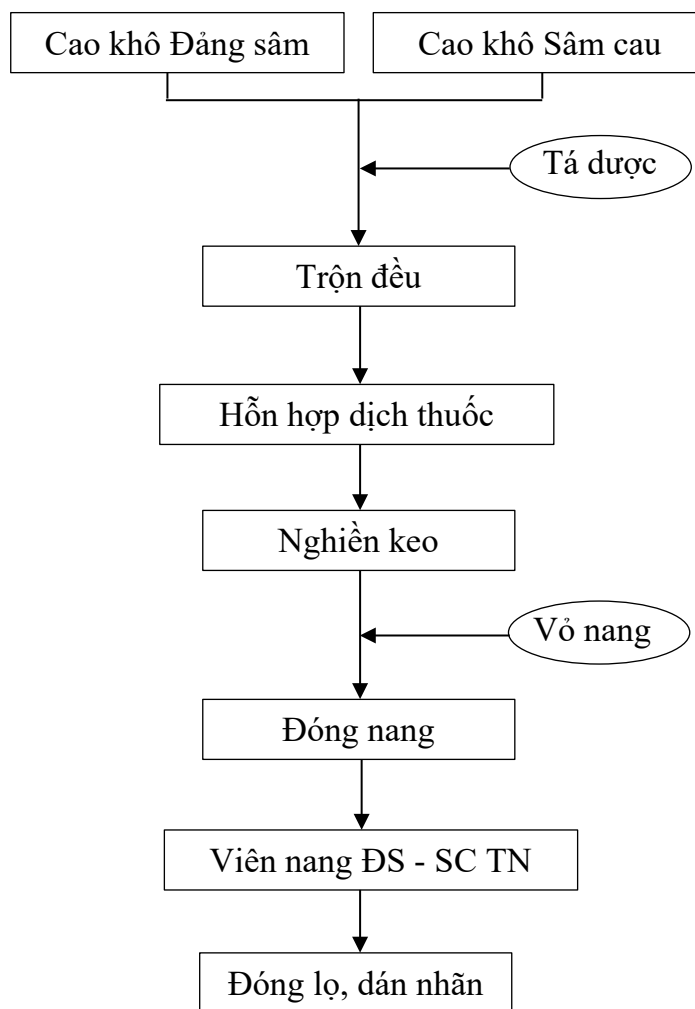 Cao khô Đảng sâm
Cao khô Sâm cau
Tá dược
Trộn đều
Hỗn hợp dịch thuốc
Nghiền keo
Vỏ nang
Đóng nang
Viên nang ĐS - SC TN
Đóng lọ, dán nhãn